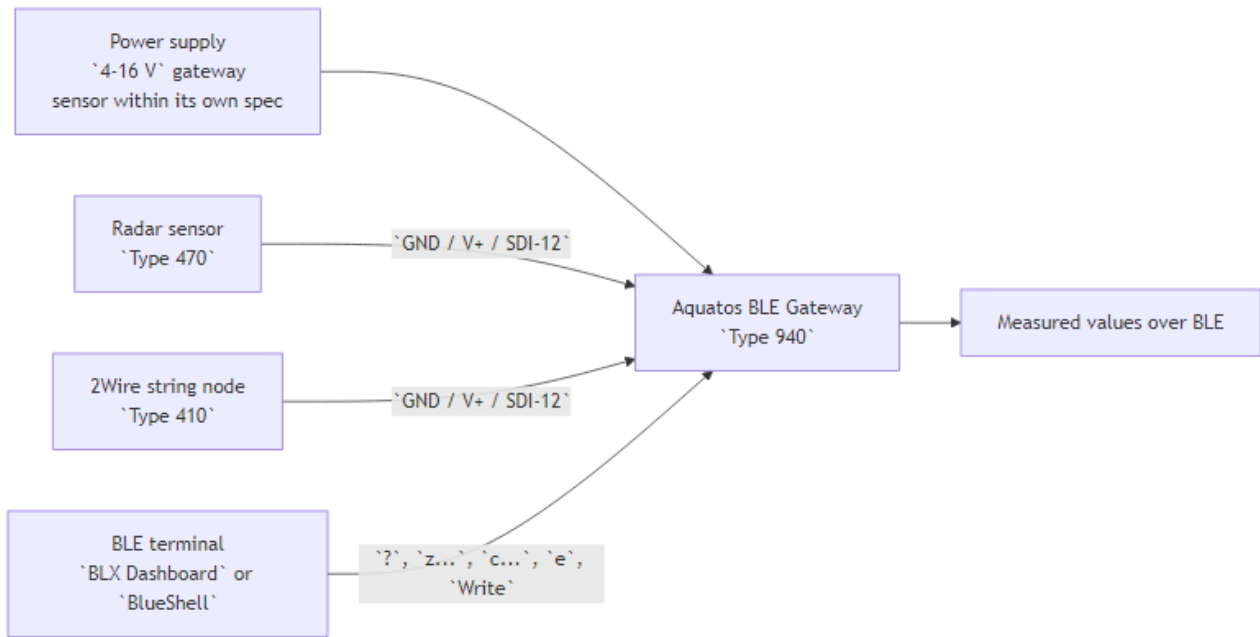 Power supply
`4-16 V` gateway
sensor within its own spec
Radar sensor
`Type 470`
`GND / V+ / SDI-12`
2Wire string node
`Type 410`
`GND / V+ / SDI-12`
BLE terminal
`BLX Dashboard` or
`BlueShell`
`?`, `z...`, `c...`, `e`,
`Write`
Aquatos BLE Gateway
`Type 940`
Measured values over BLE